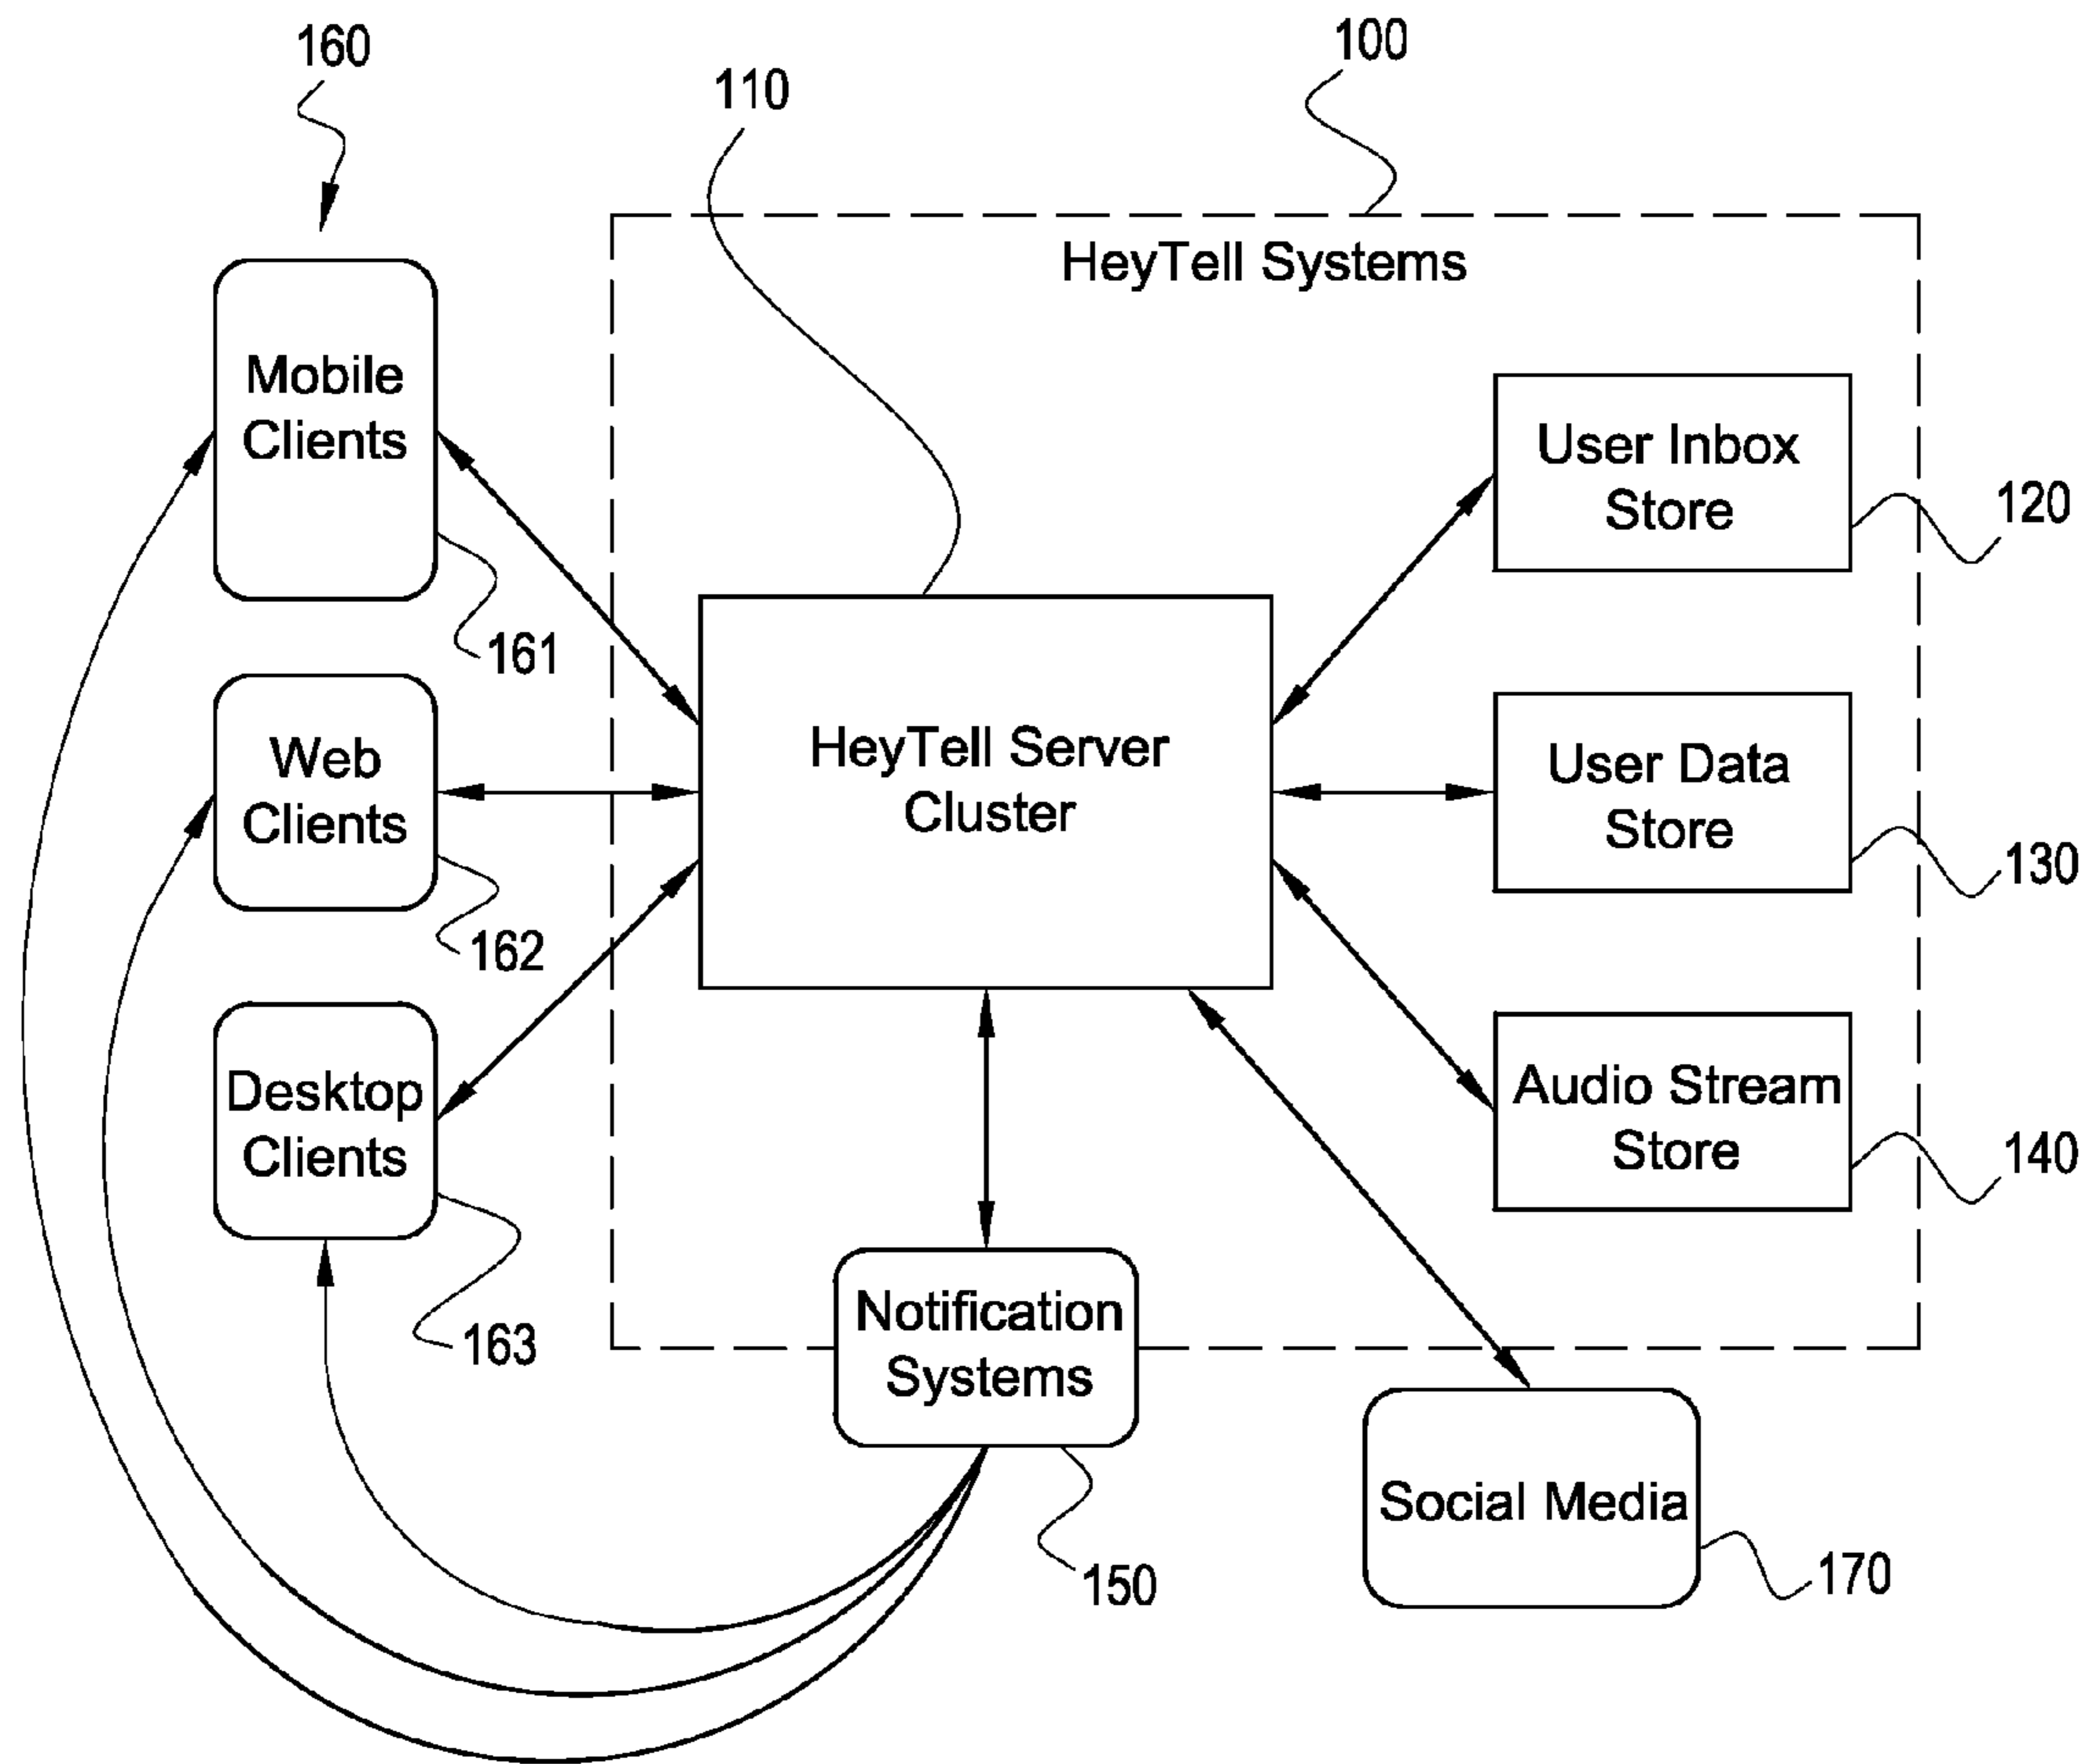 160
100
110
HeyTell Systems
Mobile
Clients
User Inbox
Store
120
161
HeyTell Server
Cluster
Web
Clients
User Data
Store
130
162
Desktop
Clients
Audio Stream
Store
140
163
Notification
Systems
Social Media
150
170